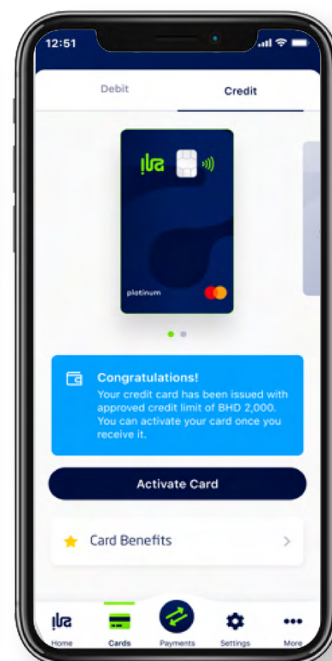 12:51
Debit
Credit
ila
platinum
Congratulations!
Your credit card has been issued with
approved credit limit of BHD 2,000.
You can activate your card once you
receive it.
Activate Card
Card Benefits
ila
Home
Cards
Payments
Settings
More